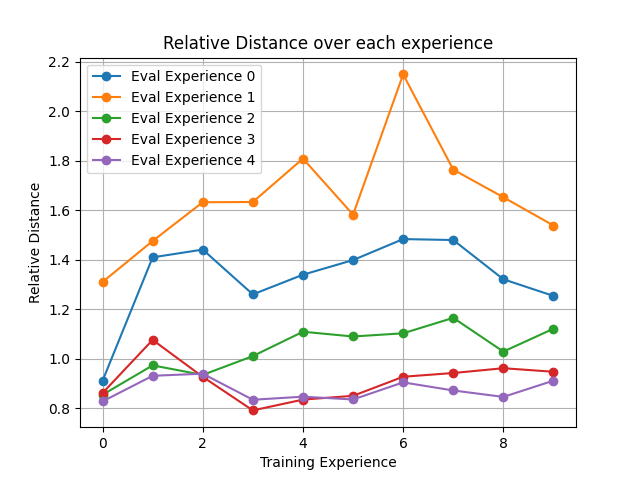 Relative Distance over each experience
2.2
2.0
1.8
1.6
1.4
1.2
1.0
0.8
Relative Distance
Eval Experience 0
Eval Experience 1
Eval Experience 2
Eval Experience 3
Eval Experience 4
0 2 4 6 8
Training Experience